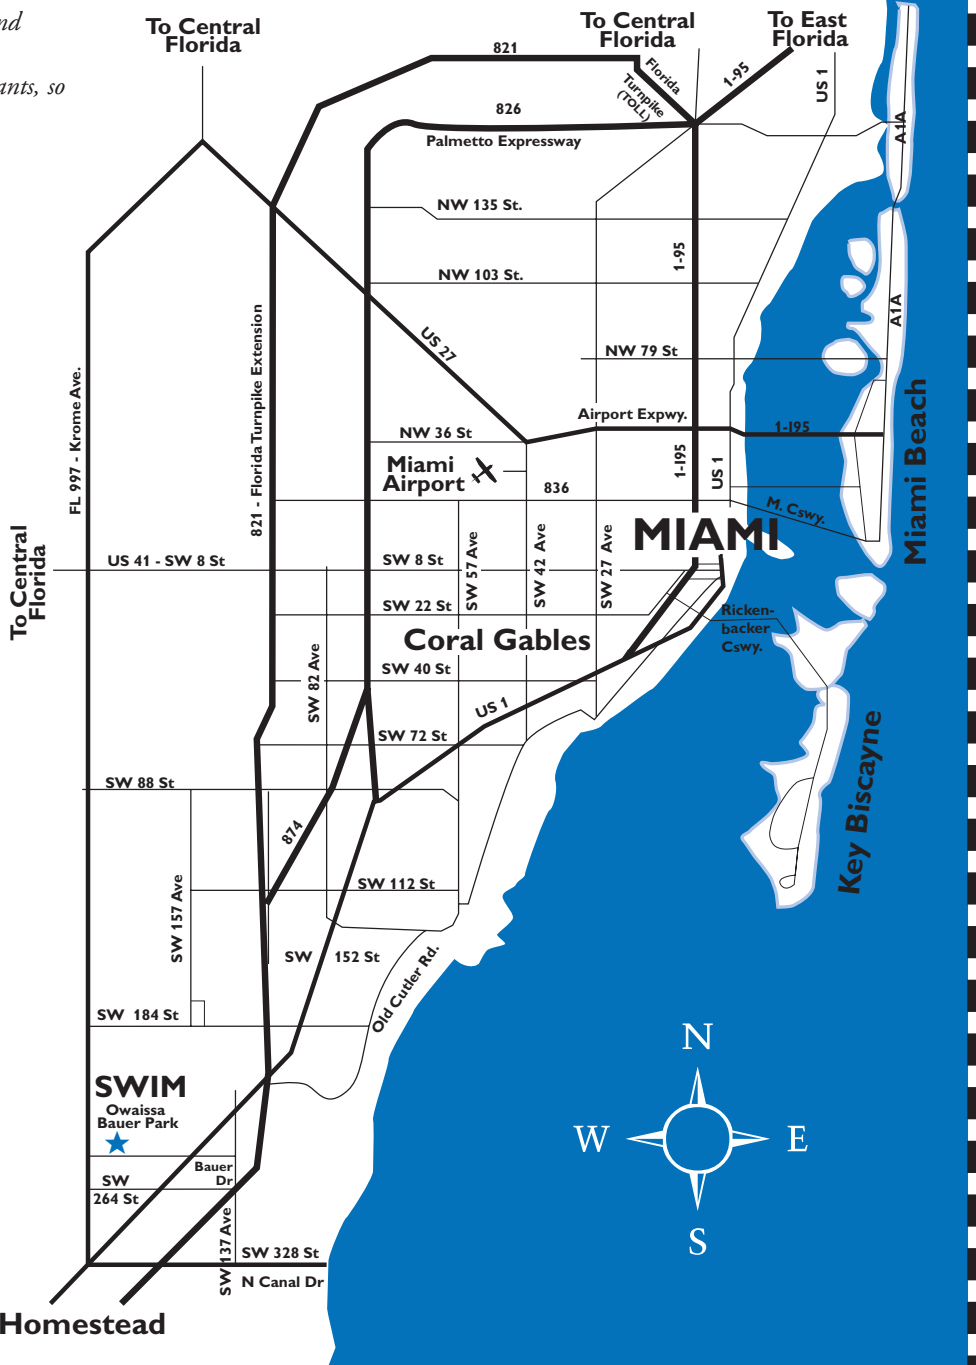 nd
ants, so
To Central
Florida
To Central
Florida
To East
Florida
821
Florida
Turnpike
(TOLL)
1-95
US 1
826
Palmetto Expressway
A1A
NW 135 St.
1-95
NW 103 St.
A1A
US 27
NW 79 St
821 - Florida Turnpike Extension
FL 997 - Krome Ave.
Airport Expwy.
1-I95
NW 36 St
Miami
Airport
1-I95
US 1
836
M. Cswy.
Miami Beach
MIAMI
To Central
Florida
US 41 - SW 8 St
SW 8 St
SW 57 Ave
SW 42 Ave
SW 27 Ave
SW 22 St
Ricken-
backer
Cswy.
Coral Gables
SW 82 Ave
SW 40 St
US 1
SW 72 St
Key Biscayne
SW 88 St
874
SW 112 St
SW 157 Ave
SW 152 St
Old Cutler Rd.
SW 184 St
N
SWIM
Owaissa
Bauer Park
W
E
Bauer
Dr
SW
264 St
SW 137 Ave
S
SW 328 St
N Canal Dr
Homestead